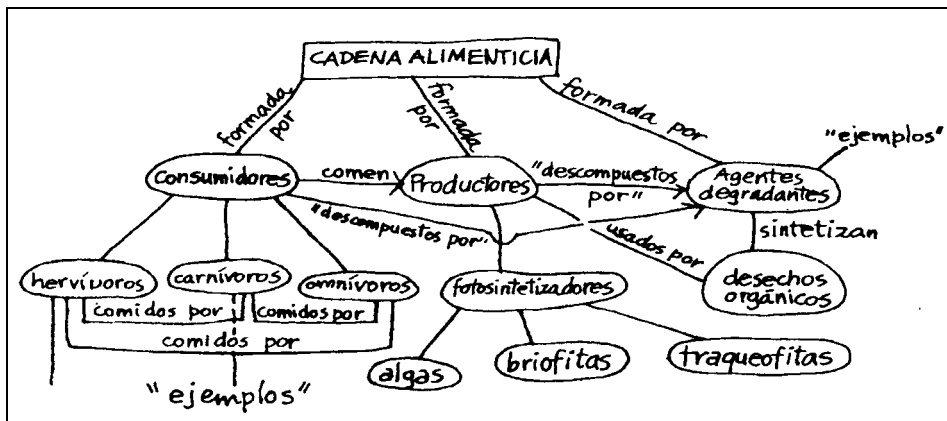 CADENA ALIMENTICIA
formada por
formada por
formada por
"ejemplos"
Consumidores
comen
Productores
"descompuestos por"
Agentes degradantes
"descompuestos por"
usados por
sintetizan
hervívoros
carnívoros
omnívoros
fotosintetizadores
desechos orgánicos
comidos por
comidos por
comidos por
algas
briofitas
traqueofitas
"ejemplos"